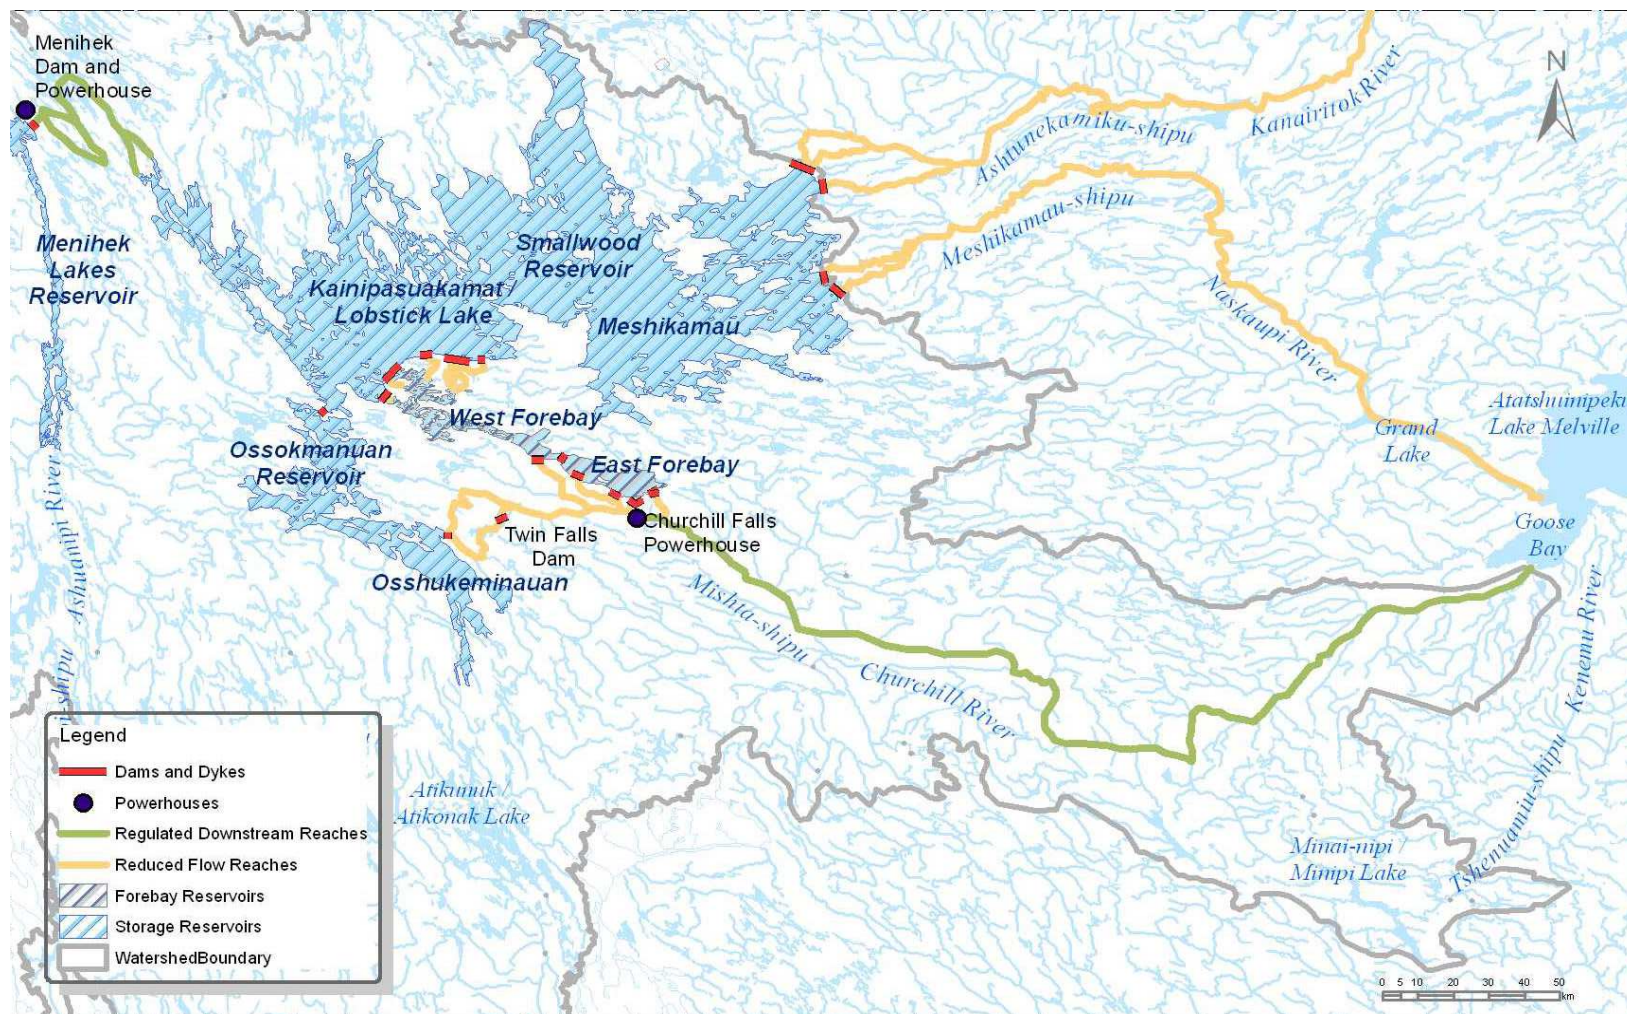 Menihek
Dam and
Powerhouse
N
Kanairitok River
Ashtunekamiku-shipu
Meshikamau-shipu
Menihek
Lakes
Reservoir
Smallwood
Reservoir
Kainipasuakamat /
Lobstick Lake
Meshikamau
Naskaupi River
Atatshuinipeku
Lake Melville
West Forebay
Grand
Lake
Ossokmanuan
Reservoir
East Forebay
Churchill Falls
Powerhouse
Twin Falls
Dam
Goose
Bay
Osshukeminauan
Ashuanipi River
Mishta-shipu
Churchill River
Kenemu River
Tshenuamiu-shipu
Atikunuk /
Atikonak Lake
Minai-nipi /
Minipi Lake
Legend
Dams and Dykes
Powerhouses
Regulated Downstream Reaches
Reduced Flow Reaches
Forebay Reservoirs
Storage Reservoirs
WatershedBoundary
0 5 10 20 30 40 50
km